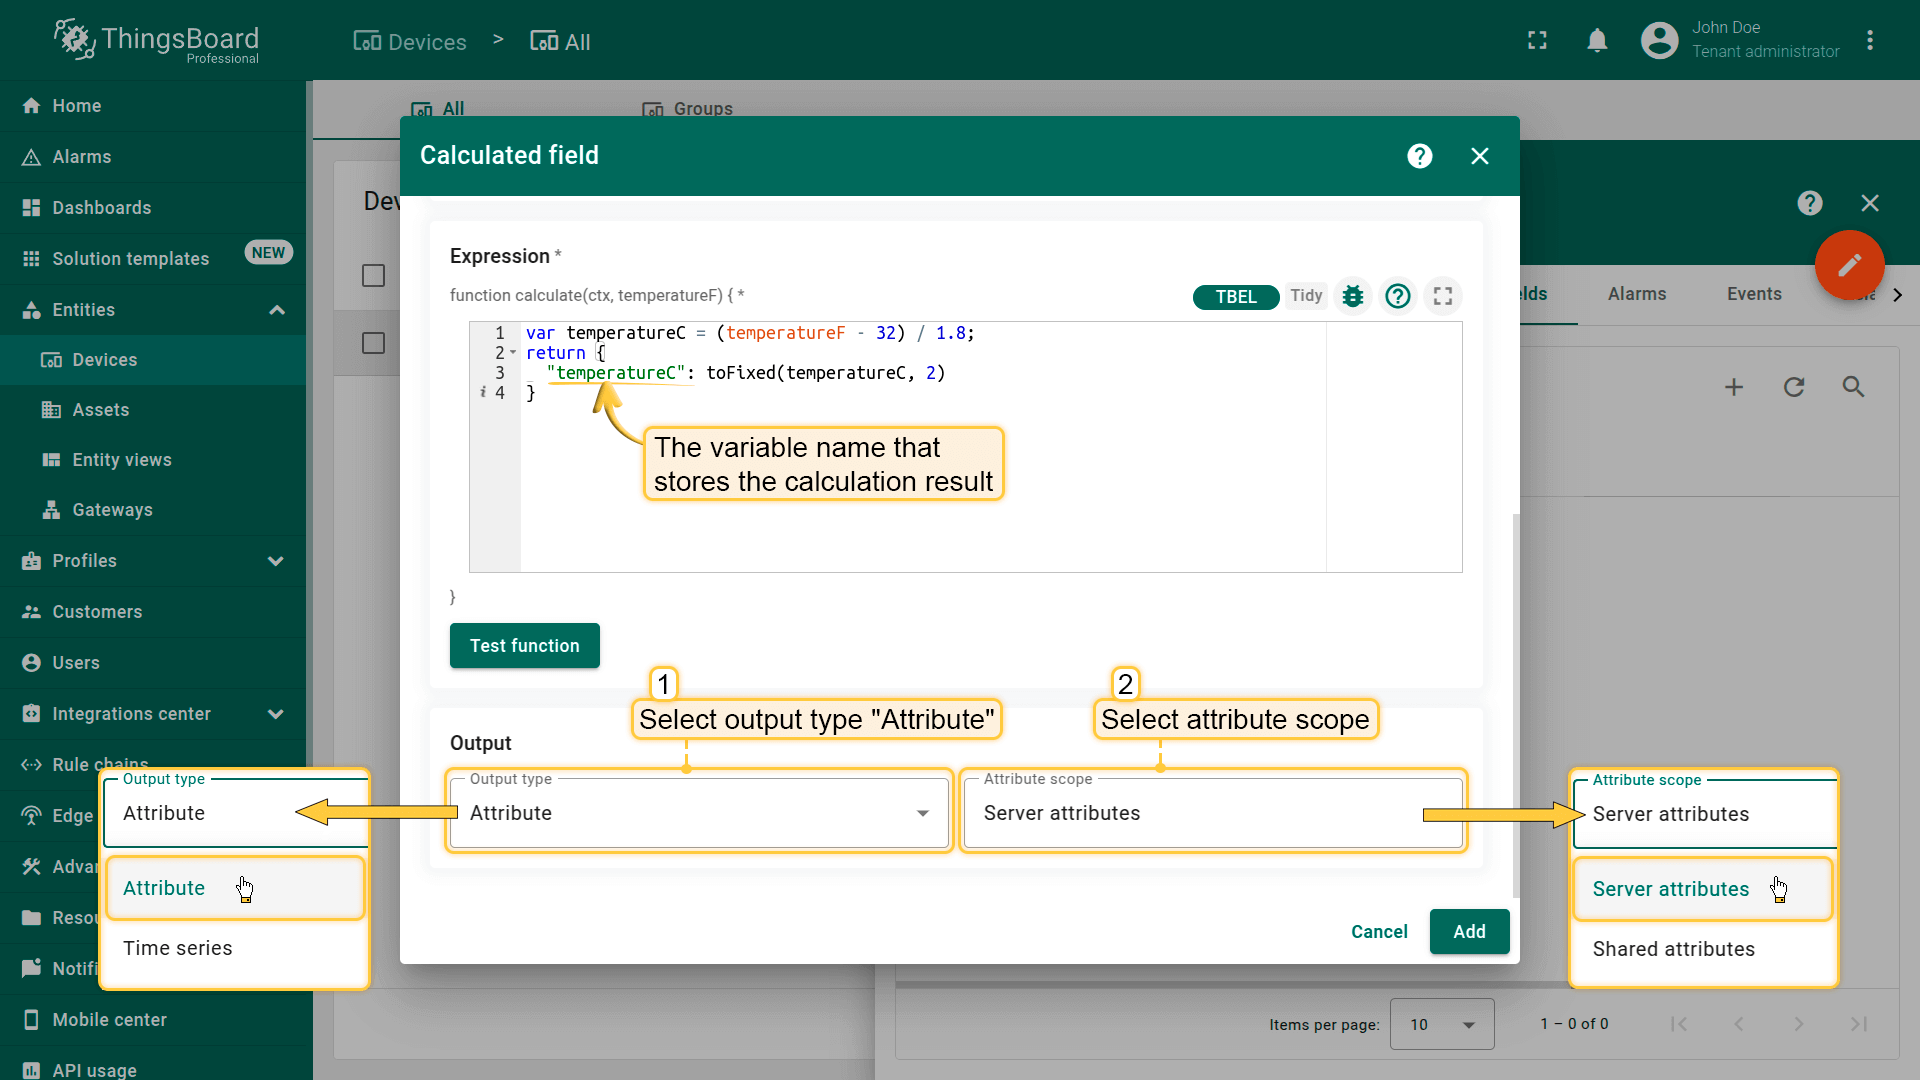 ThingsBoard
Professional
Devices > All
John Doe
Tenant administrator
Home
Alarms
Dashboards
Solution templates NEW
Entities
Devices
Assets
Entity views
Gateways
Profiles
Customers
Users
Integrations center
Rule chains
Edge
Advan
Resou
Notifi
Mobile center
API usage
All
Groups
Dev
elds
Alarms
Events
Calculated field
Expression *
function calculate(ctx, temperatureF) { *
TBEL
Tidy
1 var temperatureC = (temperatureF - 32) / 1.8;
2 return {
3 "temperatureC": toFixed(temperatureC, 2)
i 4 }
The variable name that
stores the calculation result
}
Test function
1
Select output type "Attribute"
2
Select attribute scope
Output
Output type
Attribute
Attribute scope
Server attributes
Output type
Attribute
Attribute
Time series
Attribute scope
Server attributes
Server attributes
Shared attributes
Cancel
Add
Items per page:
10
1 – 0 of 0